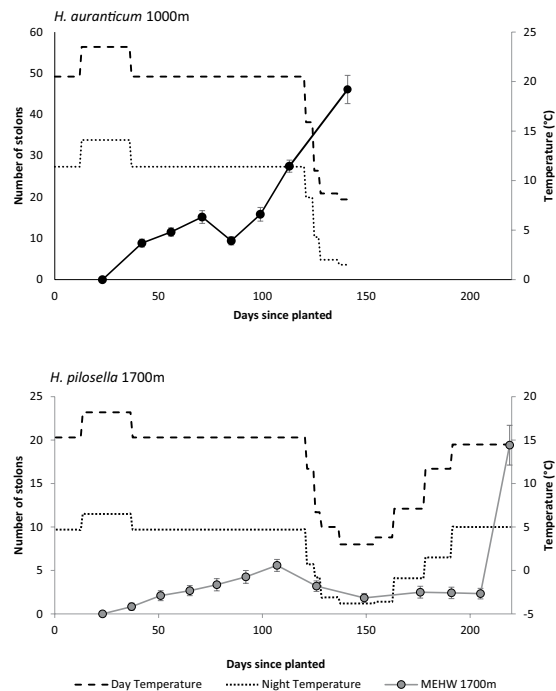 H. auranticum 1000m
60
50
40
30
20
10
0
Number of stolons
25
20
15
10
5
0
Temperature (°C)
0 50 100 150 200
Days since planted
H. pilosella 1700m
25
20
15
10
5
0
Number of stolons
20
15
10
5
0
-5
Temperature (°C)
0 50 100 150 200
Days since planted
Day Temperature Night Temperature MEHW 1700m